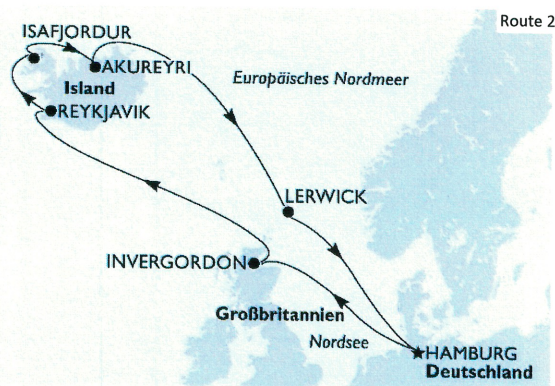 Route 2
ISAFJORDUR
AKUREYRI
Europäisches Nordmeer
Island
REYKJAVIK
LERWICK
INVERGORDON
Großbritannien
Nordsee
HAMBURG
Deutschland